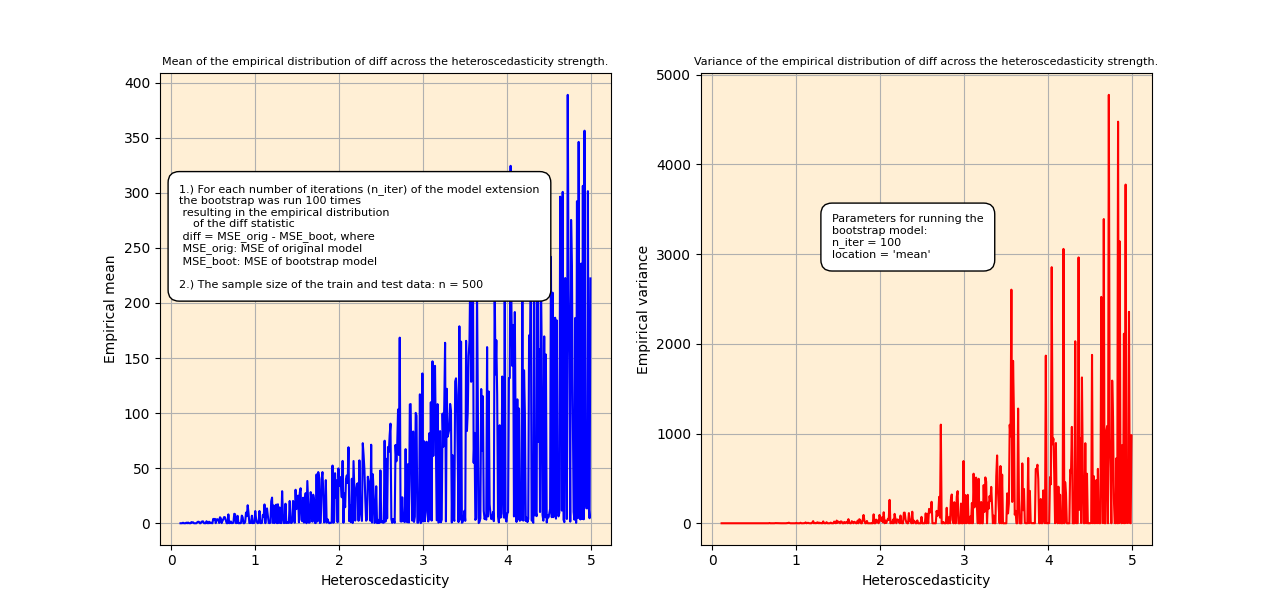 Mean of the empirical distribution of diff across the heteroscedasticity strength.
400
350
300
250
200
150
100
50
0
Empirical mean
1.) For each number of iterations (n_iter) of the model extension
the bootstrap was run 100 times
resulting in the empirical distribution
of the diff statistic
diff = MSE_orig - MSE_boot, where
MSE_orig: MSE of original model
MSE_boot: MSE of bootstrap model
2.) The sample size of the train and test data: n = 500
0 1 2 3 4 5
Heteroscedasticity
Variance of the empirical distribution of diff across the heteroscedasticity strength.
5000
4000
3000
2000
1000
0
Empirical variance
Parameters for running the
bootstrap model:
n_iter = 100
location = 'mean'
0 1 2 3 4 5
Heteroscedasticity